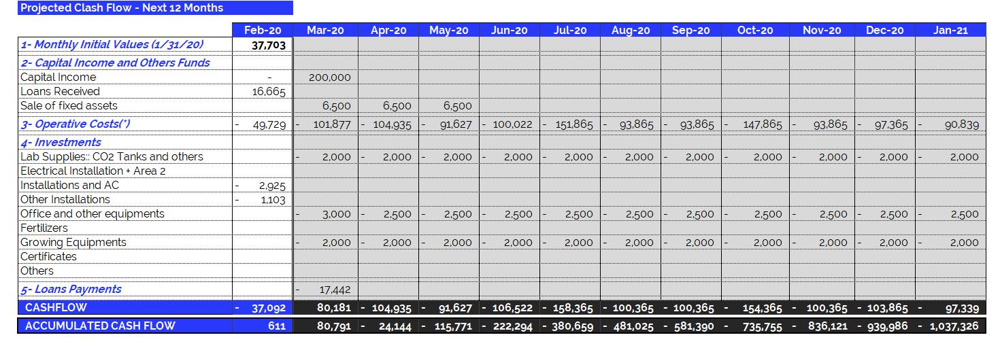 Projected Clash Flow - Next 12 Months
Feb-20 Mar-20 Apr-20 May-20 Jun-20 Jul-20 Aug-20 Sep-20 Oct-20 Nov-20 Dec-20 Jan-21
1- Monthly Initial Values (1/31/20) 37,703
2- Capital Income and Others Funds
Capital Income - 200,000
Loans Received 16,665
Sale of fixed assets 6,500 6,500 6,500
3- Operative Costs(*) - 49,729 - 101,877 - 104,935 - 91,627 - 100,022 - 151,865 - 93,865 - 93,865 - 147,865 - 93,865 - 97,365 - 90,839
4- Investments
Lab Supplies:: CO2 Tanks and others - 2,000 - 2,000 - 2,000 - 2,000 - 2,000 - 2,000 - 2,000 - 2,000 - 2,000 - 2,000 - 2,000
Electrical Installation + Area 2
Installations and AC - 2,925
Other Installations - 1,103
Office and other equipments - 3,000 - 2,500 - 2,500 - 2,500 - 2,500 - 2,500 - 2,500 - 2,500 - 2,500 - 2,500 - 2,500
Fertilizers
Growing Equipments - 2,000 - 2,000 - 2,000 - 2,000 - 2,000 - 2,000 - 2,000 - 2,000 - 2,000 - 2,000 - 2,000
Certificates
Others
5- Loans Payments - 17,442
CASHFLOW - 37,092 80,181 - 104,935 - 91,627 - 106,522 - 158,365 - 100,365 - 100,365 - 154,365 - 100,365 - 103,865 - 97,339
ACCUMULATED CASH FLOW 611 80,791 - 24,144 - 115,771 - 222,294 - 380,659 - 481,025 - 581,390 - 735,755 - 836,121 - 939,986 - 1,037,326